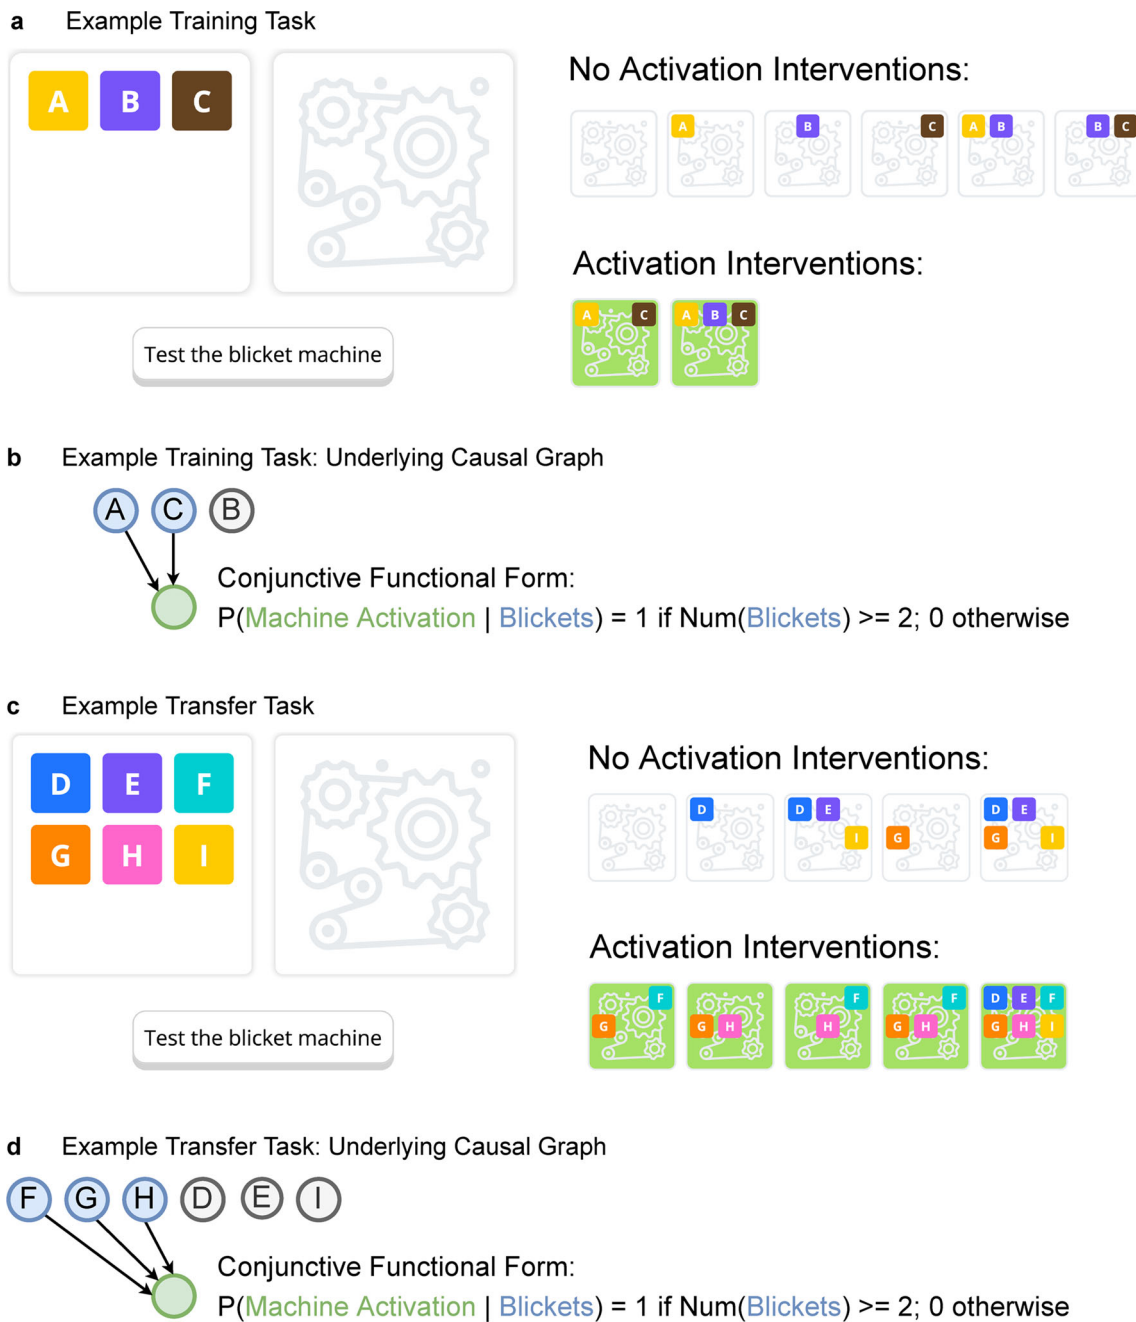 a Example Training Task
A B C
Test the blicket machine
No Activation Interventions:
A B C A B B C
Activation Interventions:
A C A B C
b Example Training Task: Underlying Causal Graph
A C B
Conjunctive Functional Form:
P(Machine Activation | Blickets) = 1 if Num(Blickets) >= 2; 0 otherwise
c Example Transfer Task
D E F
G H I
Test the blicket machine
No Activation Interventions:
D D E D E
I G G I
Activation Interventions:
F F F D E F
G G H H G H G H I
d Example Transfer Task: Underlying Causal Graph
F G H D E I
Conjunctive Functional Form:
P(Machine Activation | Blickets) = 1 if Num(Blickets) >= 2; 0 otherwise